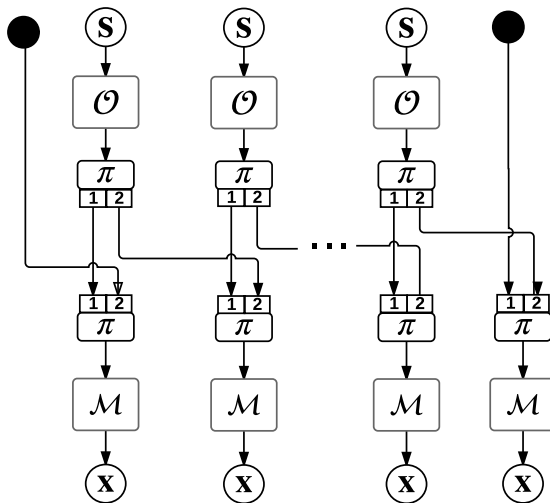 S S S
𝒪 𝒪 𝒪
π π π
1 2 1 2 1 2
...
1 2 1 2 1 2 1 2
π π π π
ℳ ℳ ℳ ℳ
x x x x